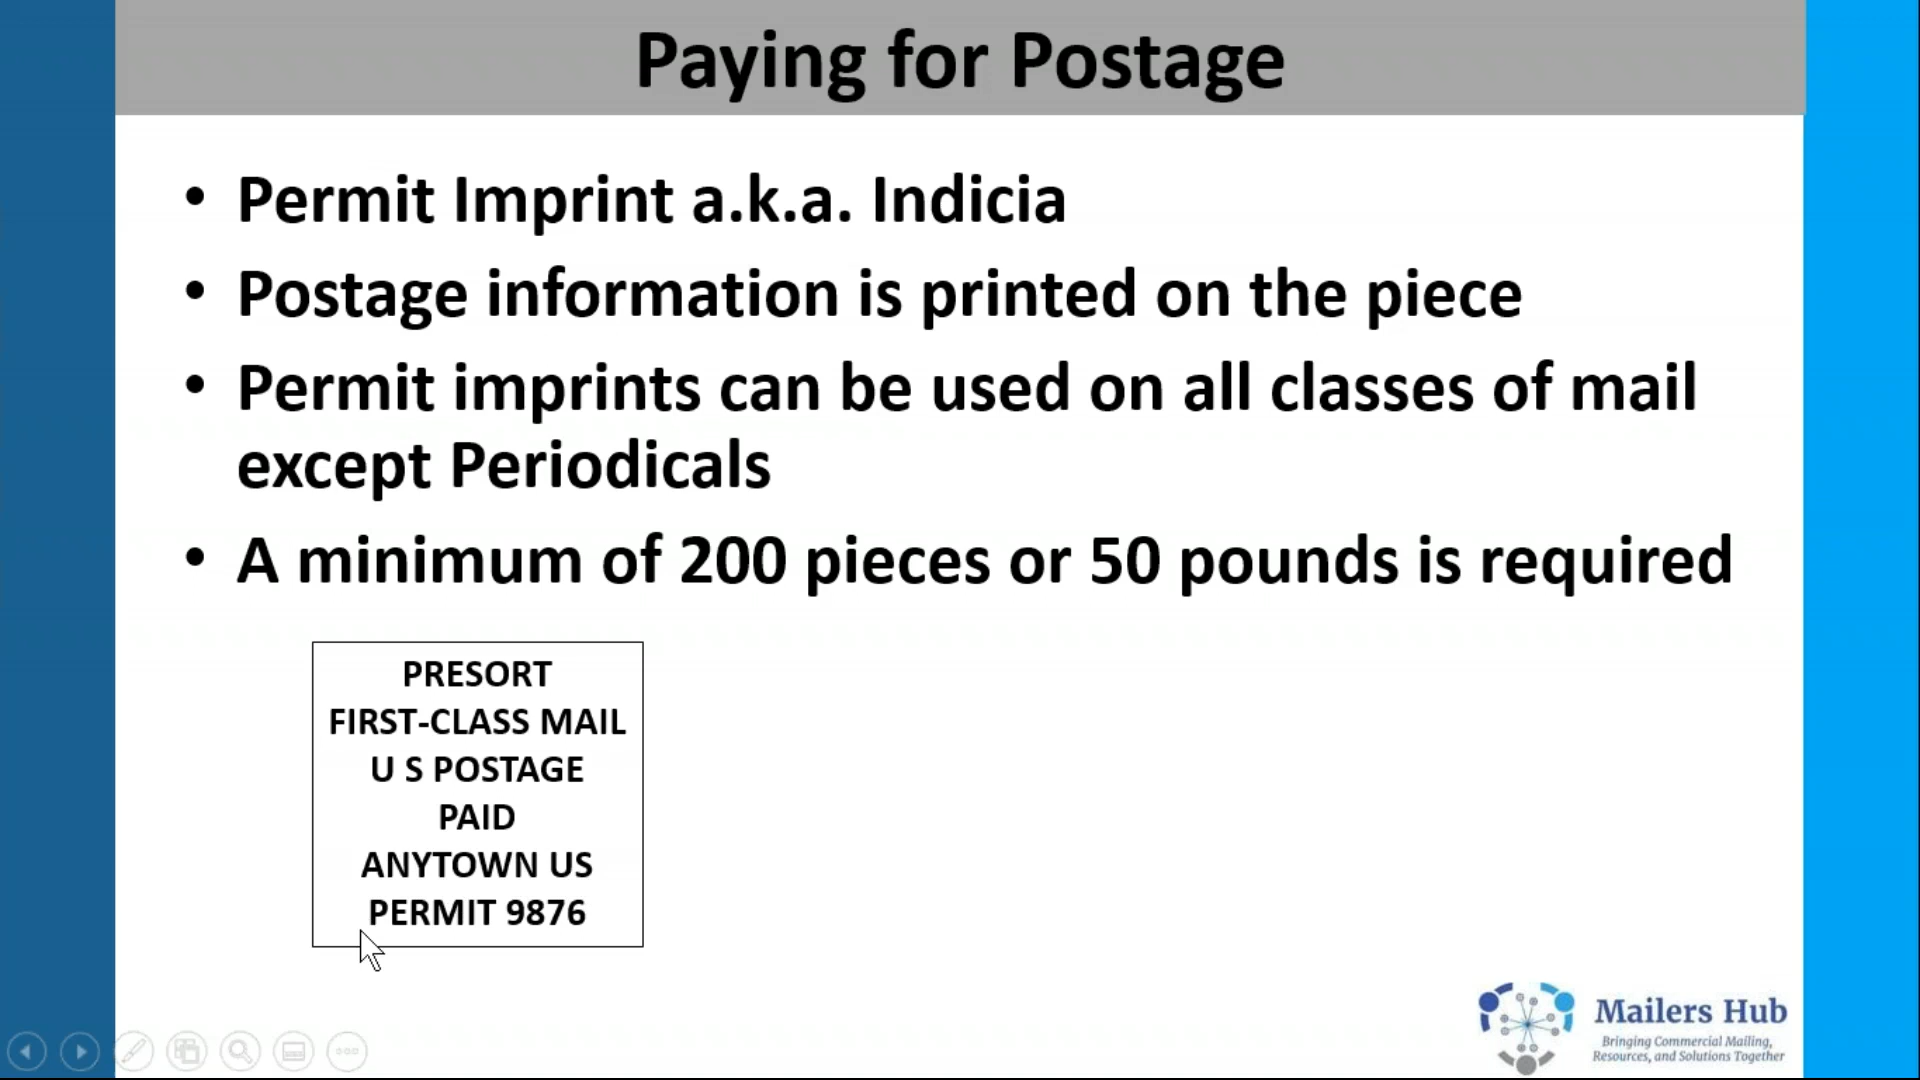 Paying for Postage
• Permit Imprint a.k.a. Indicia
• Postage information is printed on the piece
• Permit imprints can be used on all classes of mail
except Periodicals
• A minimum of 200 pieces or 50 pounds is required
PRESORT
FIRST-CLASS MAIL
U S POSTAGE
PAID
ANYTOWN US
PERMIT 9876
Mailers Hub
Bringing Commercial Mailing,
Resources, and Solutions Together